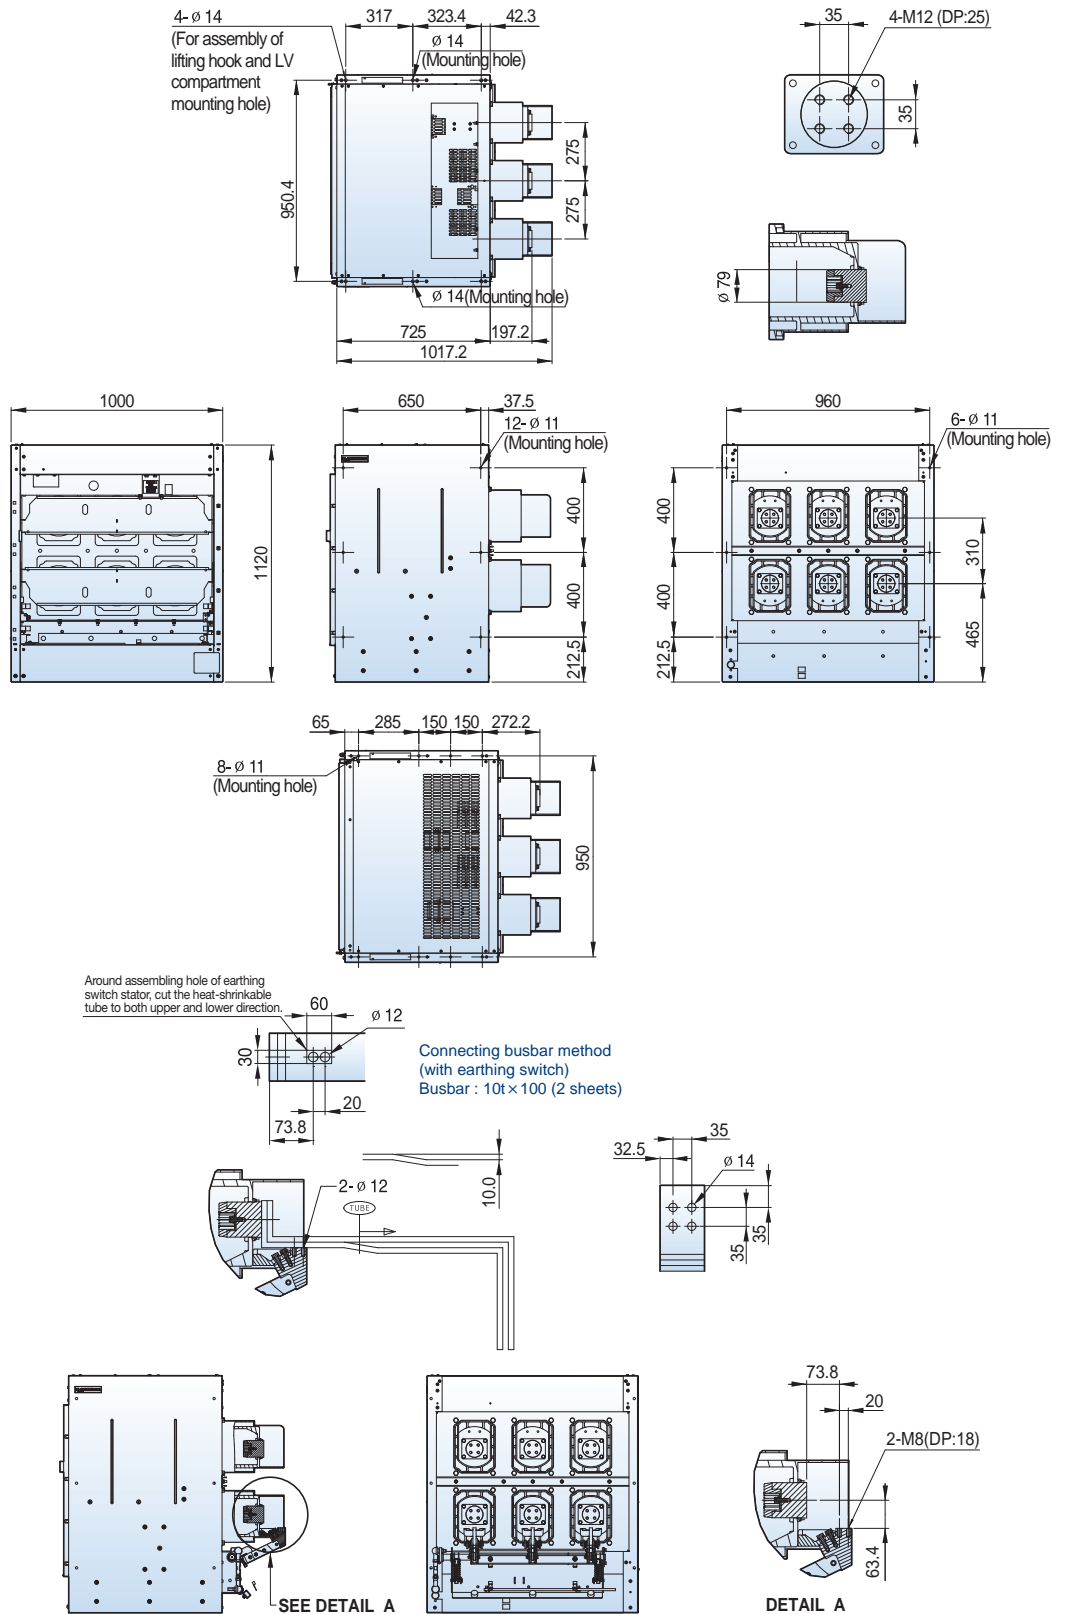 4- ø 14
(For assembly of
lifting hook and LV
compartment
mounting hole)
317
323.4
42.3
ø 14
(Mounting hole)
950.4
275
275
ø 14(Mounting hole)
725
197.2
1017.2
35
4-M12 (DP:25)
35
ø 79
1000
1120
650
37.5
12- ø 11
(Mounting hole)
400
400
212.5
960
6- ø 11
(Mounting hole)
400
400
212.5
310
465
65
285
150
150
272.2
8- ø 11
(Mounting hole)
950
Around assembling hole of earthing
switch stator, cut the heat-shrinkable
tube to both upper and lower direction.
60
ø 12
30
20
73.8
Connecting busbar method
(with earthing switch)
Busbar : 10t×100 (2 sheets)
10.0
2- ø 12
TUBE
32.5
35
ø 14
35
35
SEE DETAIL A
73.8
20
2-M8(DP:18)
63.4
DETAIL A